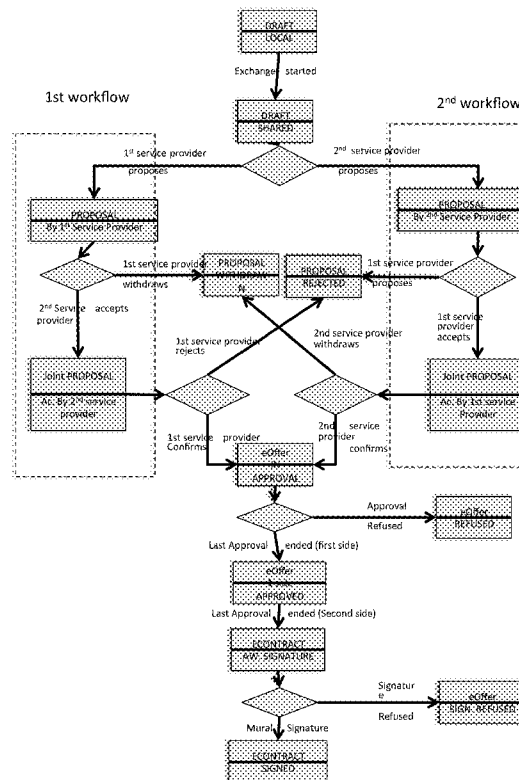 DRAFT
LOCAL
Exchange started
1st workflow
2nd workflow
DRAFT
SHARED
1st service provider
proposes
2nd service provider
proposes
PROPOSAL
By 1st Service Provider
PROPOSAL
By 2nd Service Provider
1st service provider
withdraws
PROPOSAL
WITHDRAW
N
PROPOSAL
REJECTED
1st service provider
proposes
2nd Service accepts
provider
1st service provider
rejects
2nd service provider
withdraws
1st service
provider
accepts
Joint PROPOSAL
Ac. By 2nd service
provider
Joint PROPOSAL
Ac. By 1st service
Provider
1st service provider
Confirms
2nd service
provider
confirms
eOffer
IN
APPROVAL
Approval
Refused
eOffer
REFUSED
Last Approval ended (first side)
eOffer
APPROVED
Last Approval ended (Second side)
ECONTRACT
AW. SIGNATURE
Signatur
e
Refused
eOffer
SIGN. REFUSED
Mural Signature
ECONTRACT
SIGNED